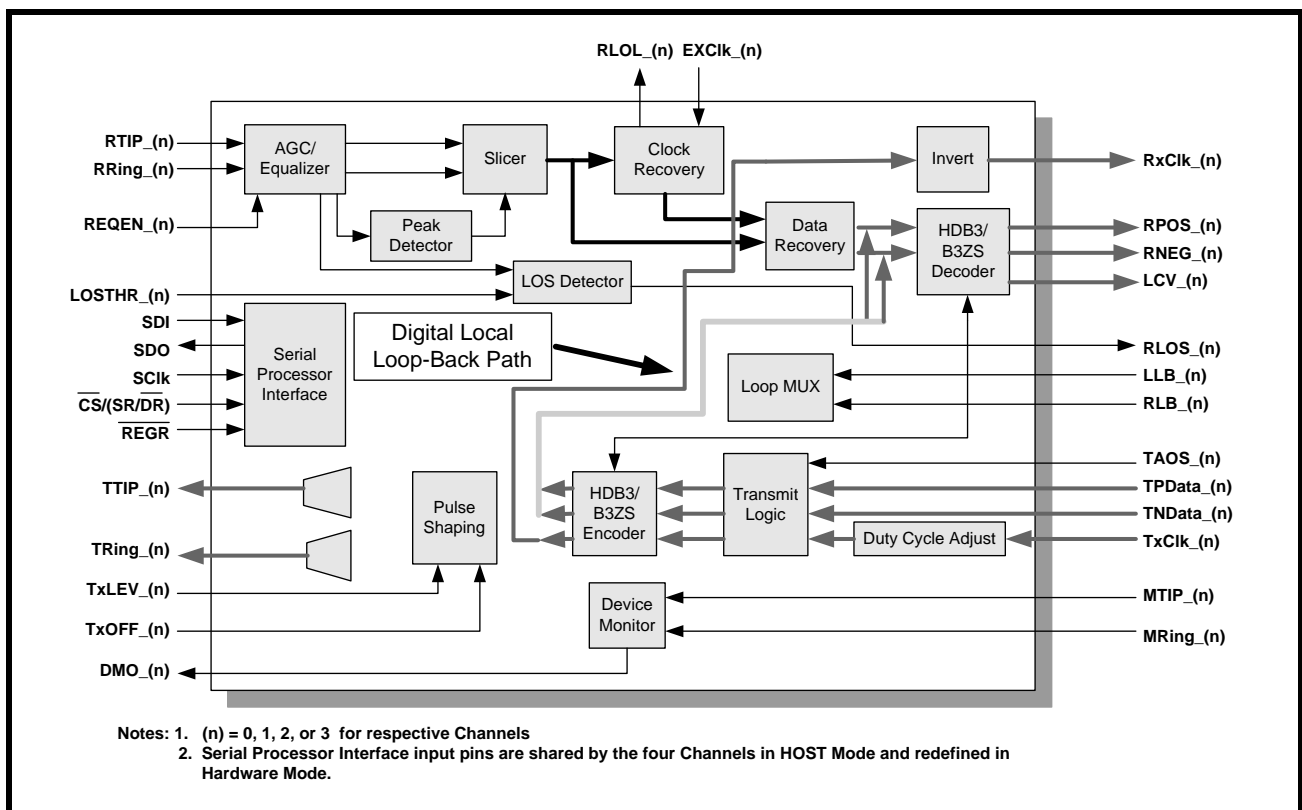 RLOL_(n) EXClk_(n)
RTIP_(n)
RRing_(n)
REQEN_(n)
LOSTHR_(n)
SDI
SDO
SClk
CS/(SR/DR)
REGR
TTIP_(n)
TRing_(n)
TxLEV_(n)
TxOFF_(n)
DMO_(n)
AGC/
Equalizer
Slicer
Clock
Recovery
Invert
Peak
Detector
Data
Recovery
HDB3/
B3ZS
Decoder
LOS Detector
Serial
Processor
Interface
Digital Local
Loop-Back Path
Loop MUX
Pulse
Shaping
HDB3/
B3ZS
Encoder
Transmit
Logic
Duty Cycle Adjust
Device
Monitor
RxClk_(n)
RPOS_(n)
RNEG_(n)
LCV_(n)
RLOS_(n)
LLB_(n)
RLB_(n)
TAOS_(n)
TPData_(n)
TNData_(n)
TxClk_(n)
MTIP_(n)
MRing_(n)
Notes: 1. (n) = 0, 1, 2, or 3 for respective Channels
2. Serial Processor Interface input pins are shared by the four Channels in HOST Mode and redefined in
Hardware Mode.